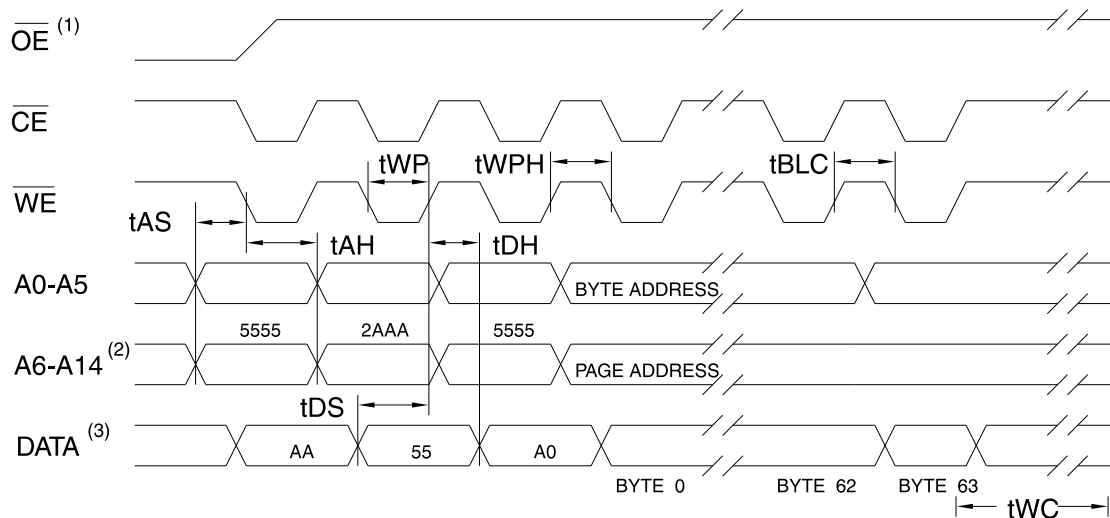 OE (1)
CE
tWP tWPH tBLC
WE
tAS
tAH tDH
A0-A5 BYTE ADDRESS
5555 2AAA 5555
A6-A14 (2) PAGE ADDRESS
tDS
DATA (3) AA 55 A0
BYTE 0 BYTE 62 BYTE 63
tWC